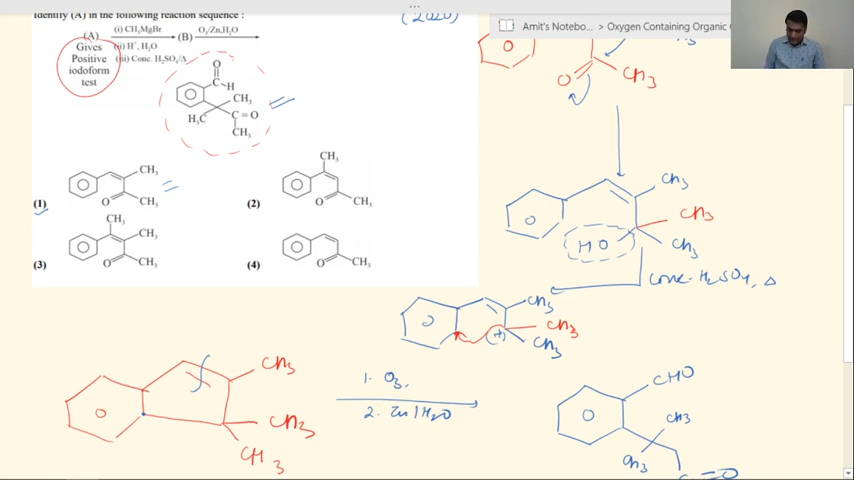 Identify (A) in the following reaction sequence :
(2020)
(A) (i) CH₃MgBr (B) O₃/Zn,H₂O
Gives (ii) H⁺, H₂O
Positive (iii) Conc. H₂SO₄/Δ
iodoform
test
O
C
H
CH₃
H₃C
C=O
CH₃
CH₃
(1) O CH₃
CH₃
(2) O CH₃
CH₃
CH₃
(3) O CH₃
(4) O CH₃
Amit's Notebo... > Oxygen Containing Organic
O
CH₃
CH₃
CH₃
HO
CH₃
Conc. H₂SO₄, Δ
CH₃
CH₃
(+)
CH₃
CH₃
CH₃
CH₃
1. O₃,
2. Zn/H₂O
CHO
CH₃
CH₃
C=O